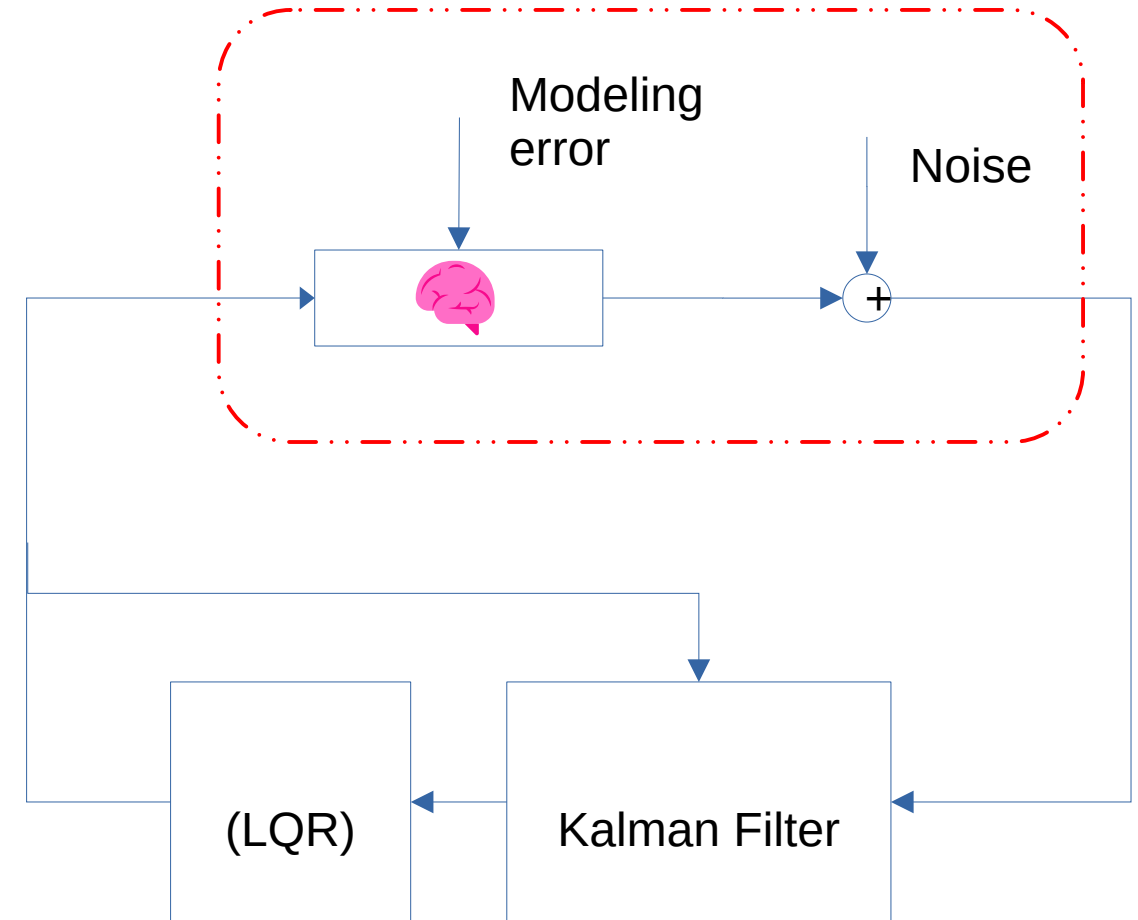 Modeling
error
Noise
+
(LQR)
Kalman Filter